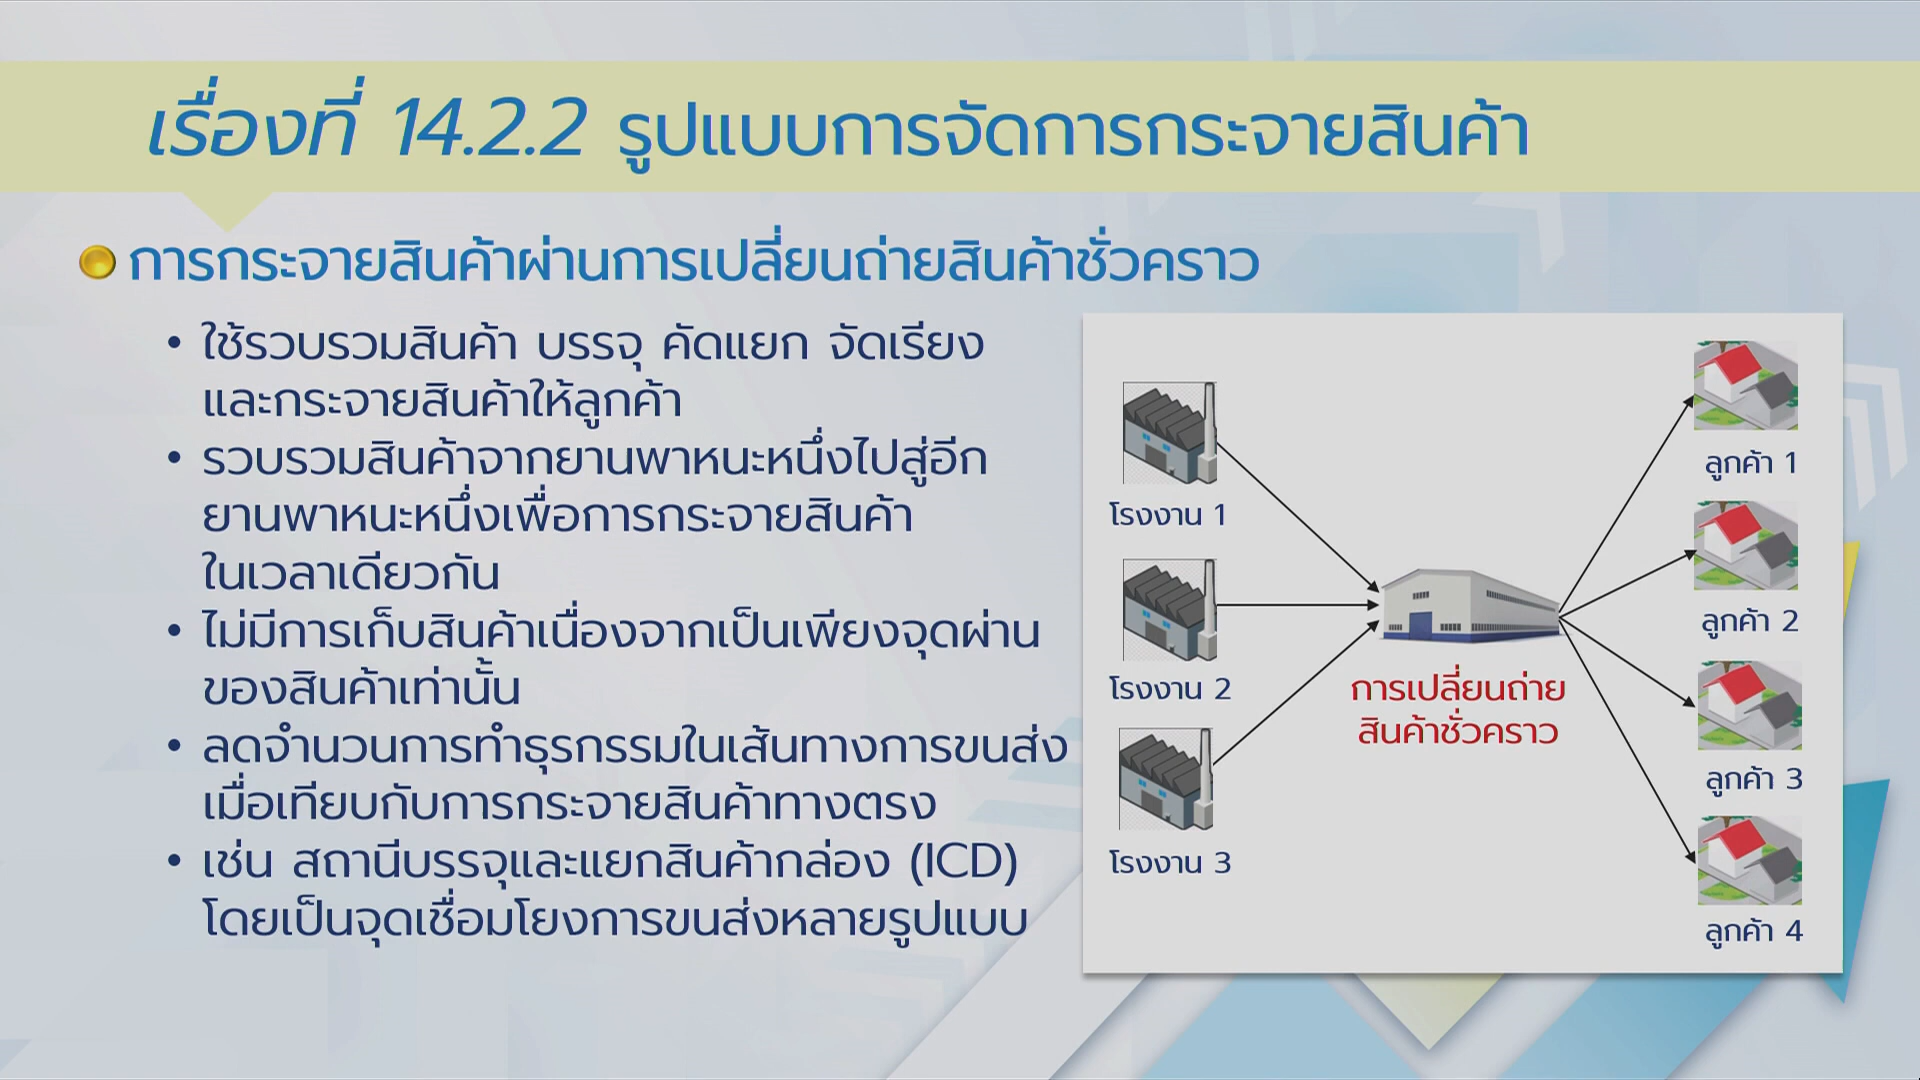 เรื่องที่ 14.2.2 รูปแบบการจัดการกระจายสินค้า
การกระจายสินค้าผ่านการเปลี่ยนถ่ายสินค้าชั่วคราว
• ใช้รวบรวมสินค้า บรรจุ คัดแยก จัดเรียง
และกระจายสินค้าให้ลูกค้า
• รวบรวมสินค้าจากยานพาหนะหนึ่งไปสู่อีก
ยานพาหนะหนึ่งเพื่อการกระจายสินค้า
ในเวลาเดียวกัน
• ไม่มีการเก็บสินค้าเนื่องจากเป็นเพียงจุดผ่าน
ของสินค้าเท่านั้น
• ลดจำนวนการทำธุรกรรมในเส้นทางการขนส่ง
เมื่อเทียบกับการกระจายสินค้าทางตรง
• เช่น สถานีบรรจุและแยกสินค้ากล่อง (ICD)
โดยเป็นจุดเชื่อมโยงการขนส่งหลายรูปแบบ
โรงงาน 1
โรงงาน 2
โรงงาน 3
การเปลี่ยนถ่าย
สินค้าชั่วคราว
ลูกค้า 1
ลูกค้า 2
ลูกค้า 3
ลูกค้า 4